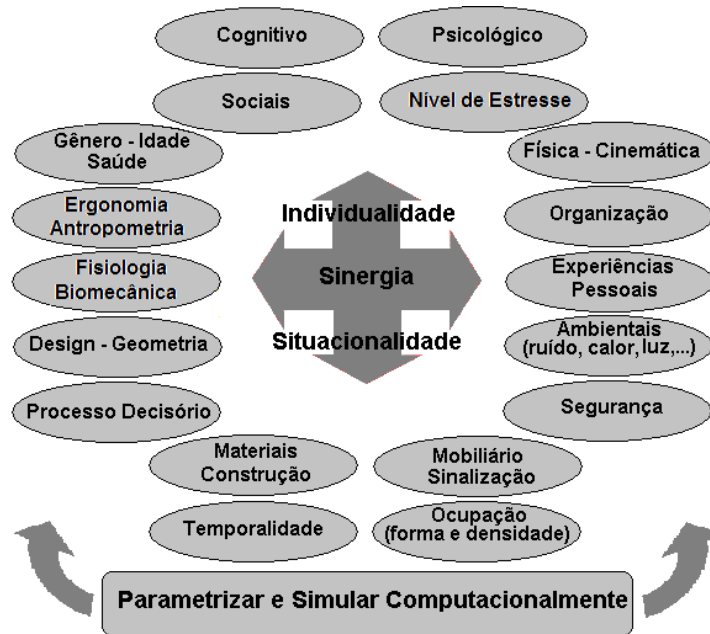 Cognitivo
Psicológico
Sociais
Nível de Estresse
Gênero - Idade
Saúde
Física - Cinemática
Ergonomia
Antropometria
Individualidade
Organização
Fisiologia
Biomecânica
Sinergia
Experiências
Pessoais
Design - Geometria
Situacionalidade
Ambientais
(ruído, calor, luz,...)
Processo Decisório
Segurança
Materiais
Construção
Mobiliário
Sinalização
Temporalidade
Ocupação
(forma e densidade)
Parametrizar e Simular Computacionalmente